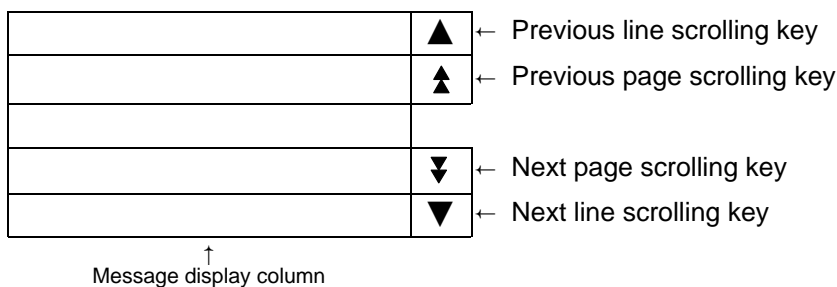 ← Previous line scrolling key
← Previous page scrolling key
← Next page scrolling key
← Next line scrolling key
↑
Message display column